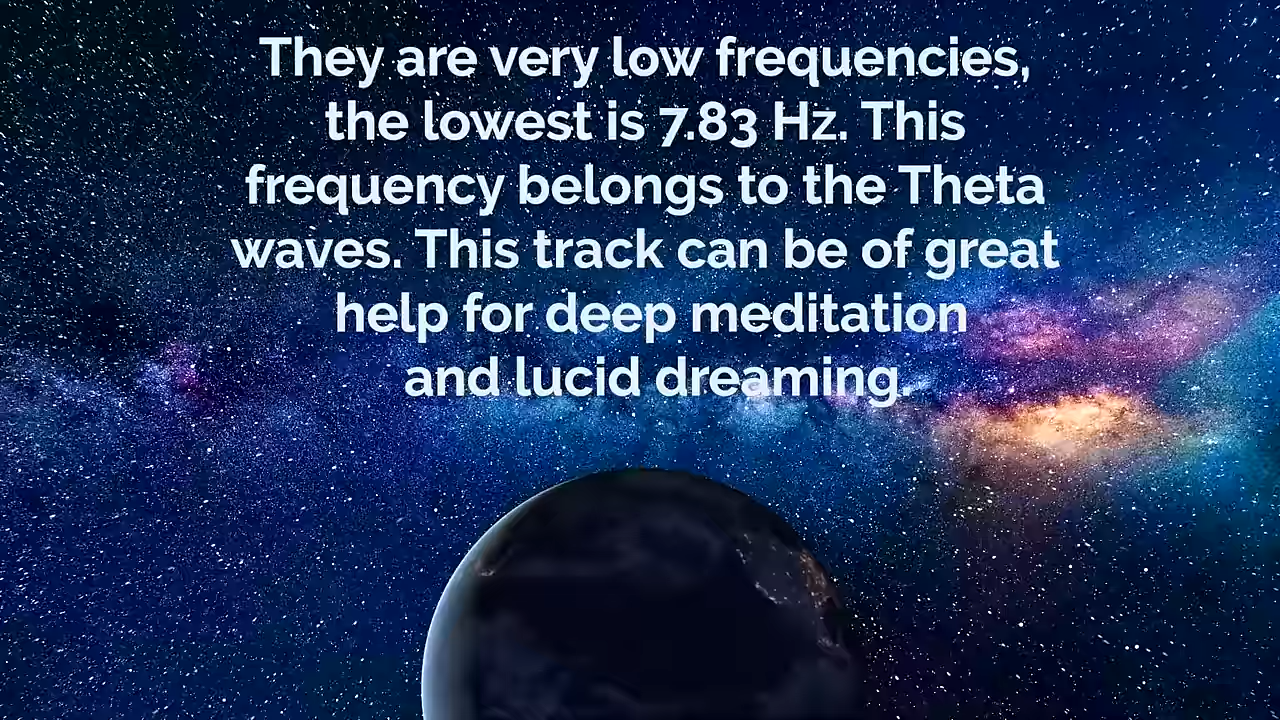 They are very low frequencies,
the lowest is 7.83 Hz. This
frequency belongs to the Theta
waves. This track can be of great
help for deep meditation
and lucid dreaming.